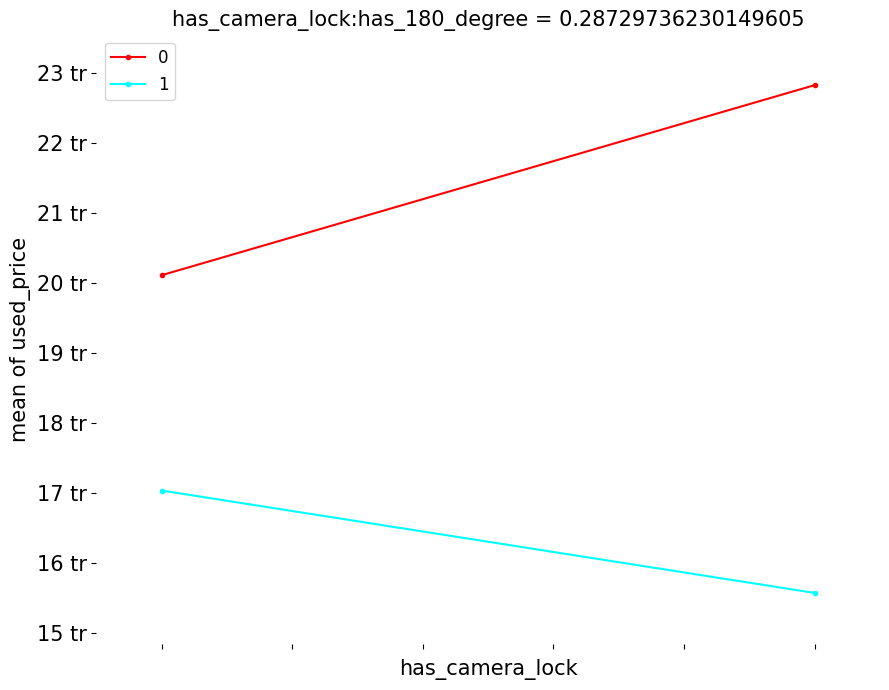 has_camera_lock:has_180_degree = 0.28729736230149605
0
1
23 tr
22 tr
21 tr
20 tr
19 tr
18 tr
17 tr
16 tr
15 tr
mean of used_price
has_camera_lock